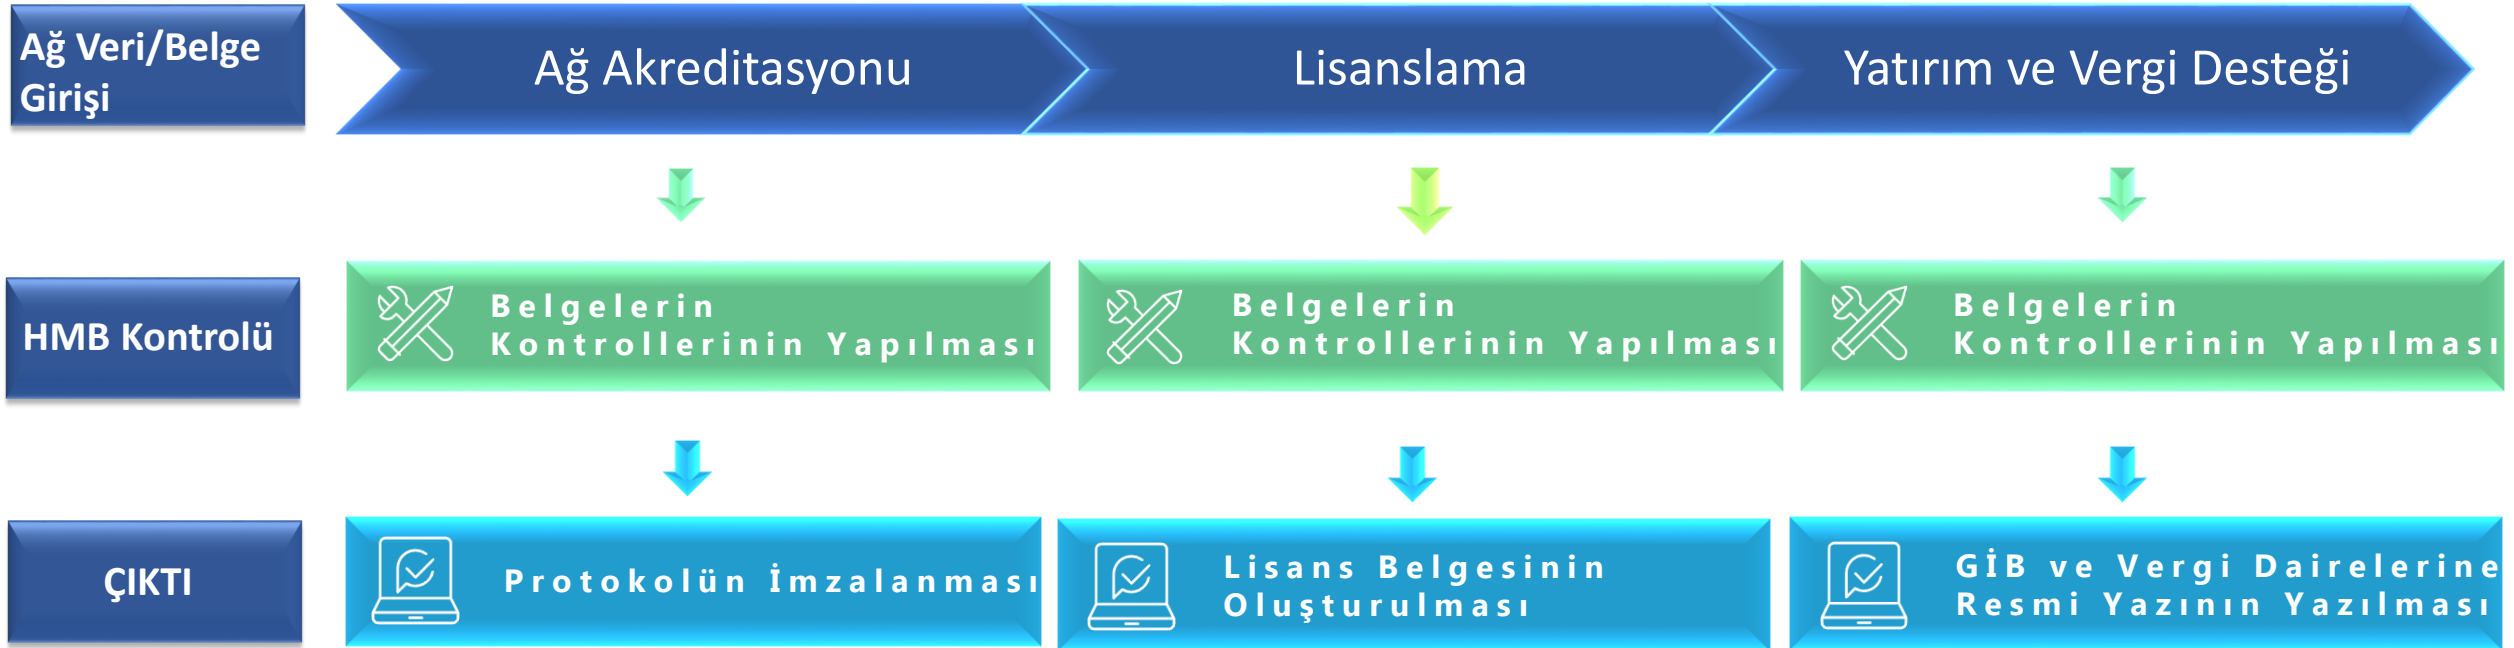 Ağ Veri/Belge
Girişi
Ağ Akreditasyonu
Lisanslama
Yatırım ve Vergi Desteği
HMB Kontrolü
Belgelerin
Kontrollerinin Yapılması
Belgelerin
Kontrollerinin Yapılması
Belgelerin
Kontrollerinin Yapılması
ÇIKTI
Protokolün İmzalanması
Lisans Belgesinin
Oluşturulması
GİB ve Vergi Dairelerine
Resmi Yazının Yazılması